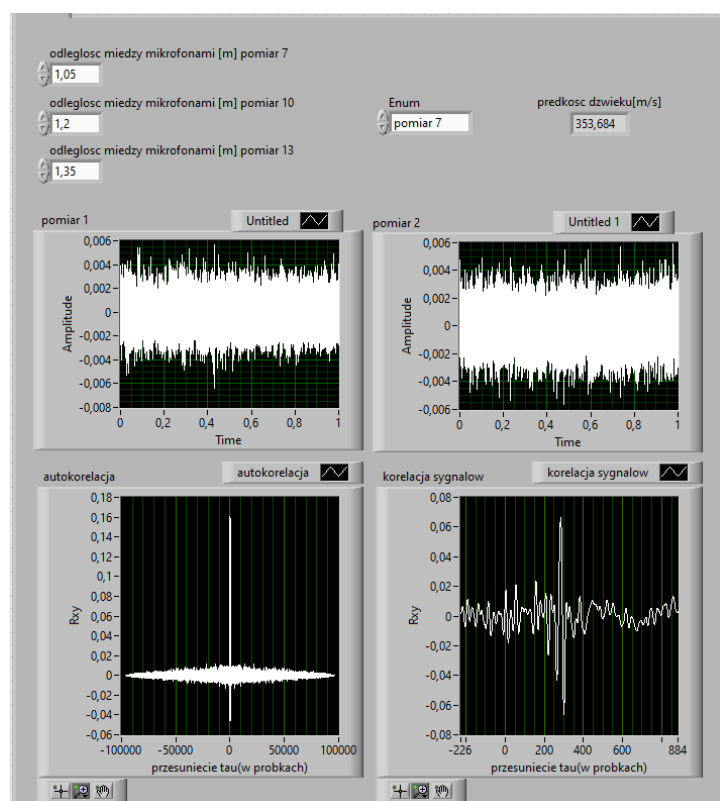 odleglosc miedzy mikrofonami [m] pomiar 7
1,05
odleglosc miedzy mikrofonami [m] pomiar 10
1,2
Enum
pomiar 7
predkosc dzwieku[m/s]
353,684
odleglosc miedzy mikrofonami [m] pomiar 13
1,35
pomiar 1
Untitled
0,006
0,004
0,002
0
-0,002
-0,004
-0,006
-0,008
Amplitude
0 0,2 0,4 0,6 0,8 1
Time
pomiar 2
Untitled 1
0,006
0,004
0,002
0
-0,002
-0,004
-0,006
Amplitude
0 0,2 0,4 0,6 0,8 1
Time
autokorelacja
autokorelacja
0,18
0,16
0,14
0,12
0,1
0,08
0,06
0,04
0,02
0
-0,02
-0,04
-0,06
Rxy
-100000 -50000 0 50000 100000
przesuniecie tau(w probkach)
korelacja sygnalow
korelacja sygnalow
0,08
0,06
0,04
0,02
0
-0,02
-0,04
-0,06
-0,08
Rxy
-226 0 200 400 600 884
przesuniecie tau(w probkach)